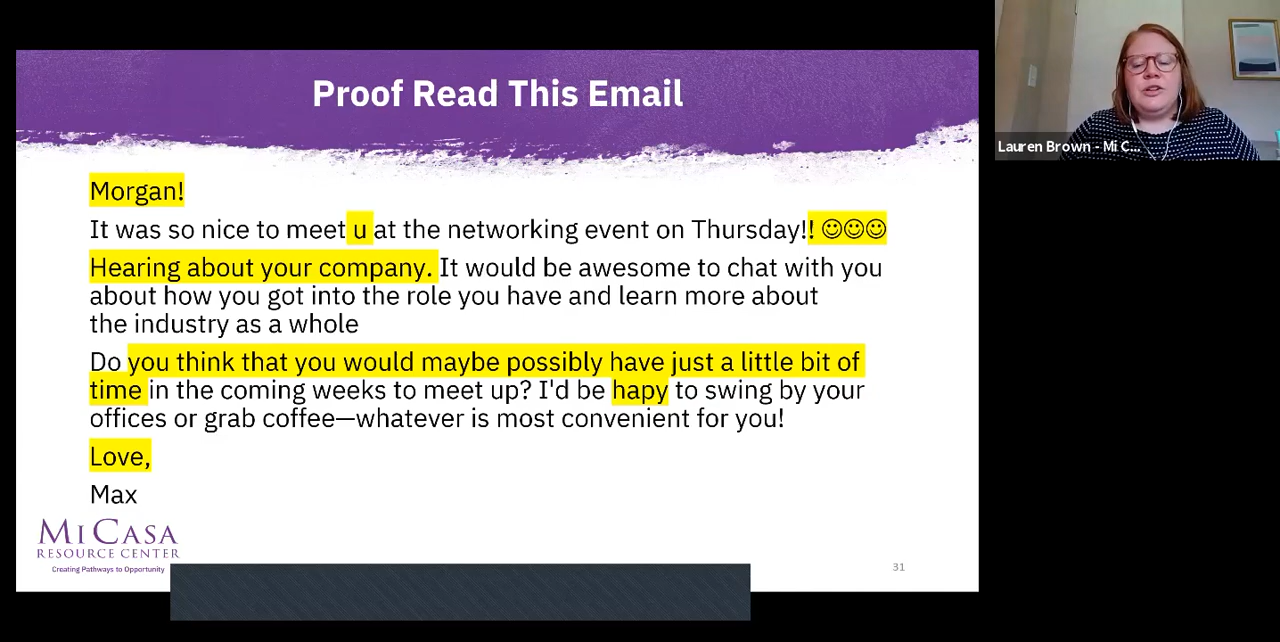 Proof Read This Email
Lauren Brown - Mi C...
Morgan!
It was so nice to meet u at the networking event on Thursday!! ☺☺☺
Hearing about your company. It would be awesome to chat with you
about how you got into the role you have and learn more about
the industry as a whole
Do you think that you would maybe possibly have just a little bit of
time in the coming weeks to meet up? I'd be hapy to swing by your
offices or grab coffee—whatever is most convenient for you!
Love,
Max
MI CASA
RESOURCE CENTER
Creating Pathways to Opportunity
31